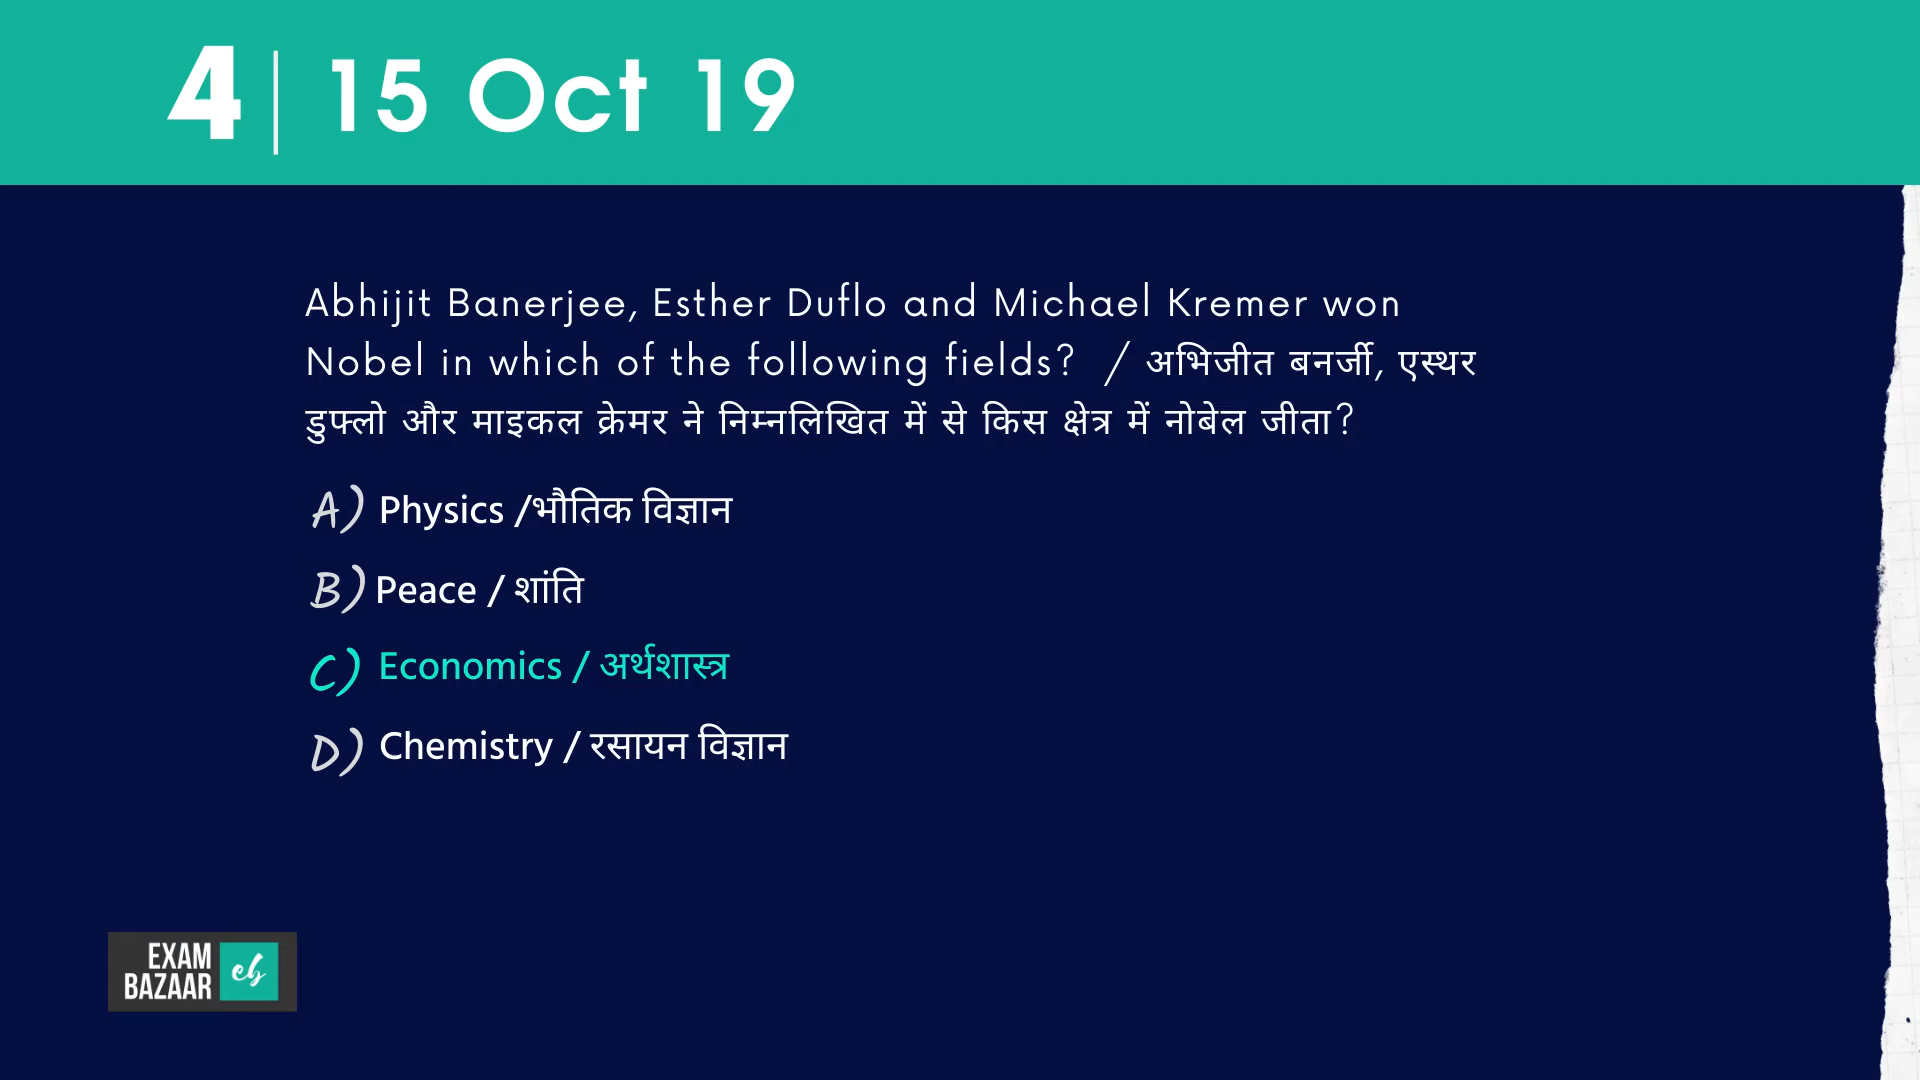 4 | 15 Oct 19
Abhijit Banerjee, Esther Duflo and Michael Kremer won
Nobel in which of the following fields? / अभिजीत बनर्जी, एस्थर
डुफ्लो और माइकल क्रेमर ने निम्नलिखित में से किस क्षेत्र में नोबेल जीता?
A) Physics /भौतिक विज्ञान
B) Peace / शांति
C) Economics / अर्थशास्त्र
D) Chemistry / रसायन विज्ञान
EXAM
BAZAAR eb